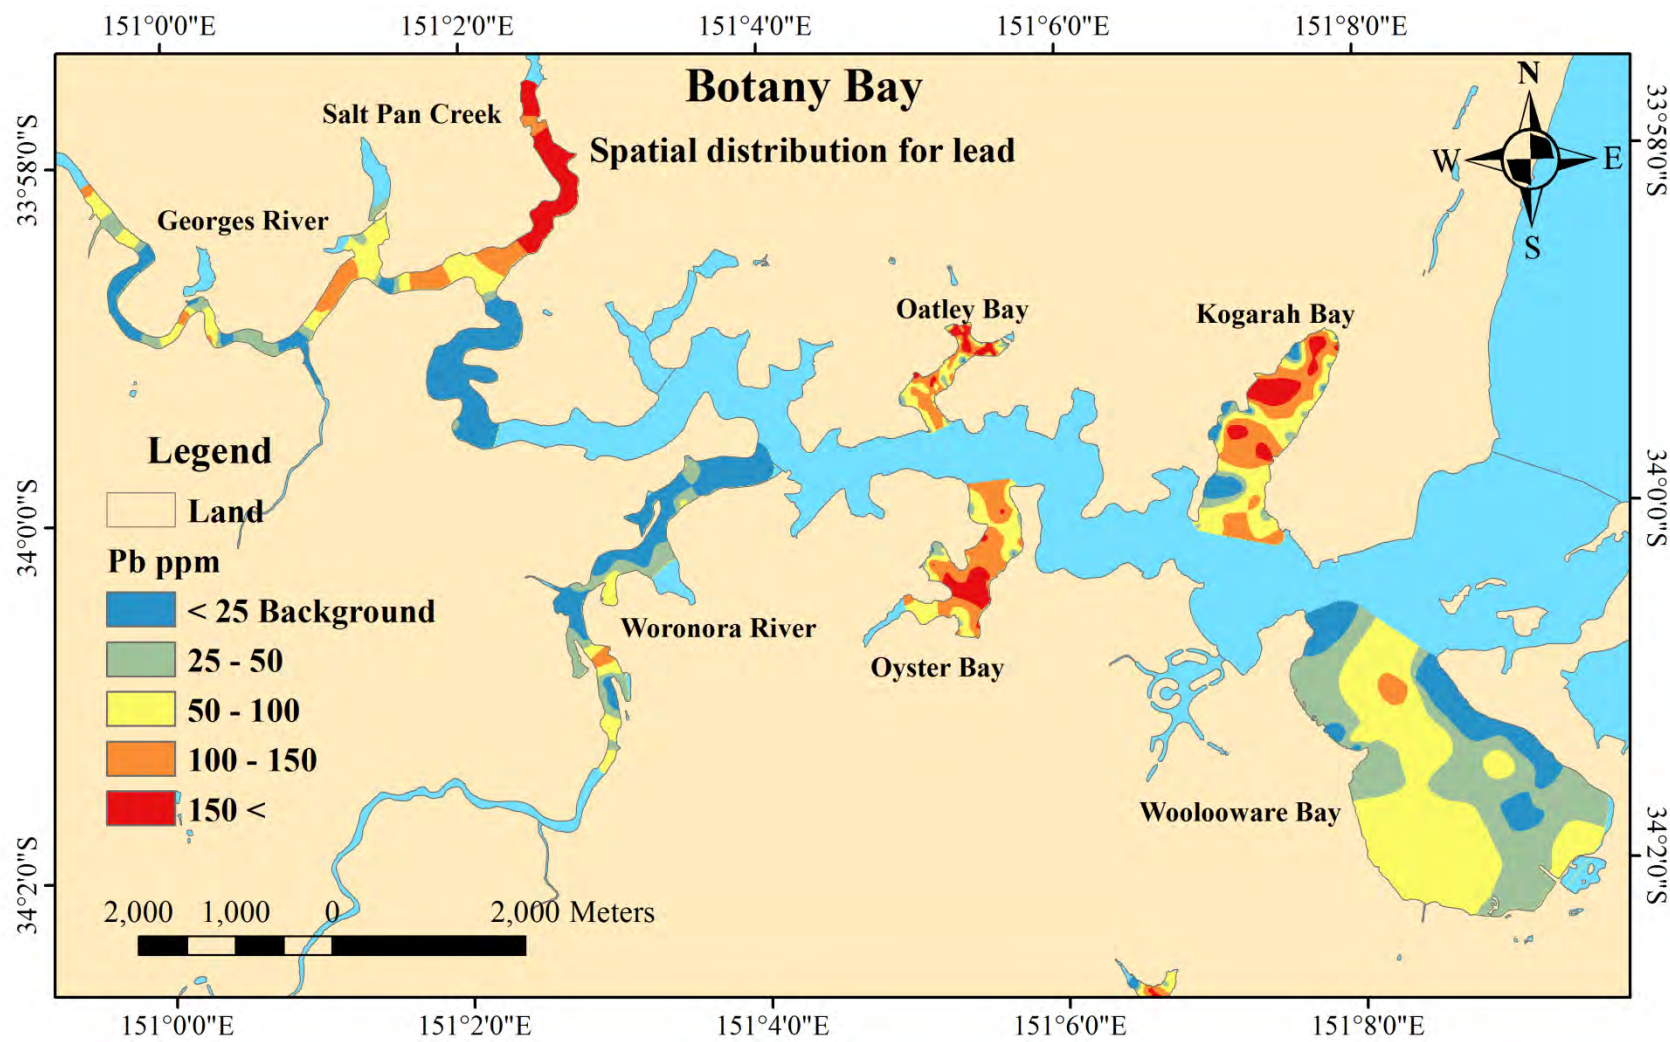 151°0'0"E 151°2'0"E 151°4'0"E 151°6'0"E 151°8'0"E
Botany Bay
Spatial distribution for lead
N
W E
S
33°58'0"S
33°58'0"S
Salt Pan Creek
Georges River
Oatley Bay
Kogarah Bay
Legend
Land
Pb ppm
< 25 Background
25 - 50
50 - 100
100 - 150
150 <
34°0'0"S
34°0'0"S
Woronora River
Oyster Bay
Woolooware Bay
34°2'0"S
34°2'0"S
2,000 1,000 0 2,000 Meters
151°0'0"E 151°2'0"E 151°4'0"E 151°6'0"E 151°8'0"E